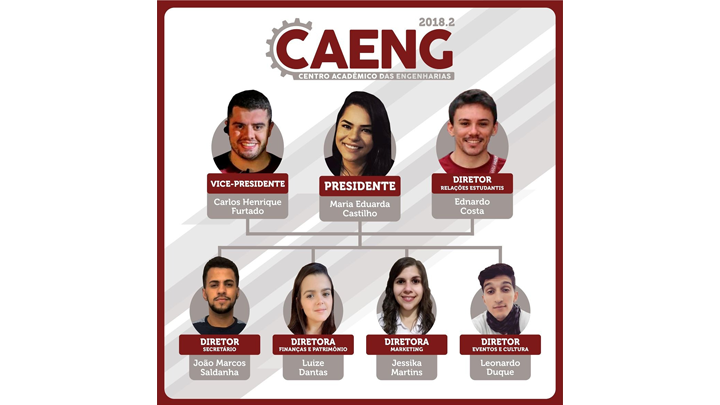 2018.2
CAENG
CENTRO ACADÊMICO DAS ENGENHARIAS
VICE-PRESIDENTE
Carlos Henrique
Furtado
PRESIDENTE
Maria Eduarda
Castilho
DIRETOR
RELAÇÕES ESTUDANTIS
Ednardo
Costa
DIRETOR
SECRETÁRIO
João Marcos
Saldanha
DIRETORA
FINANÇAS E PATRIMÔNIO
Luize
Dantas
DIRETORA
MARKETING
Jessika
Martins
DIRETOR
EVENTOS E CULTURA
Leonardo
Duque